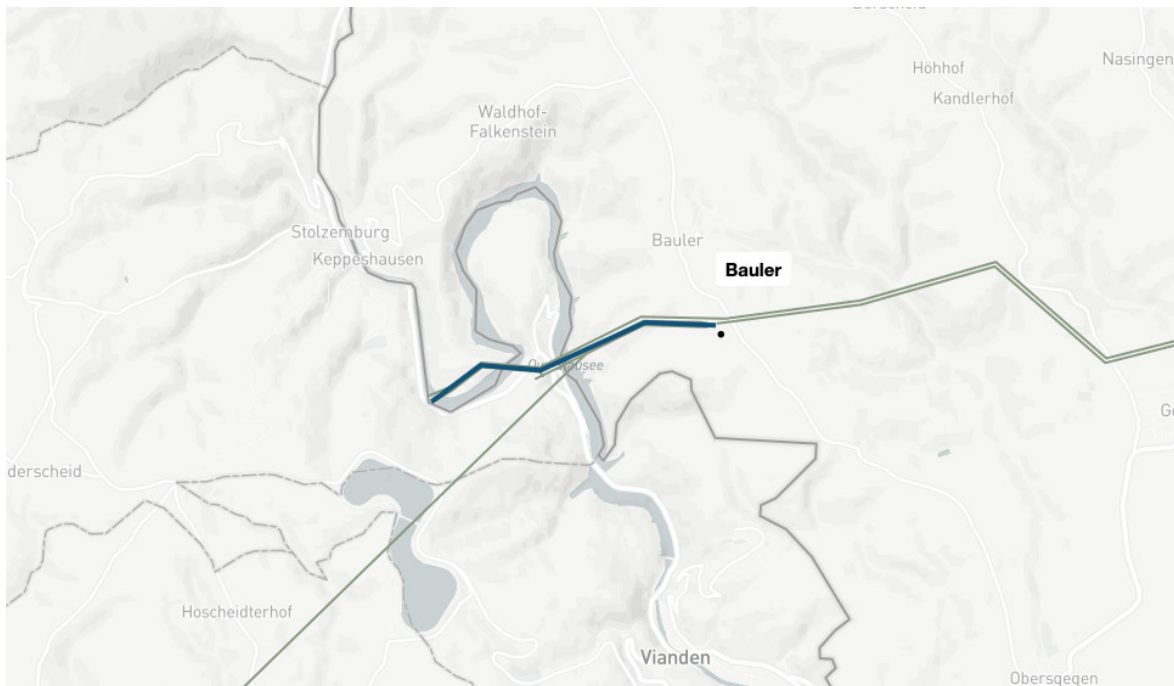 Höhhof
Nasingen
Kandlerhof
Waldhof-
Falkenstein
Stolzemburg
Keppeshausen
Bauler
Bauler
derscheid
Hoscheidterhof
Vianden
Obersgegen